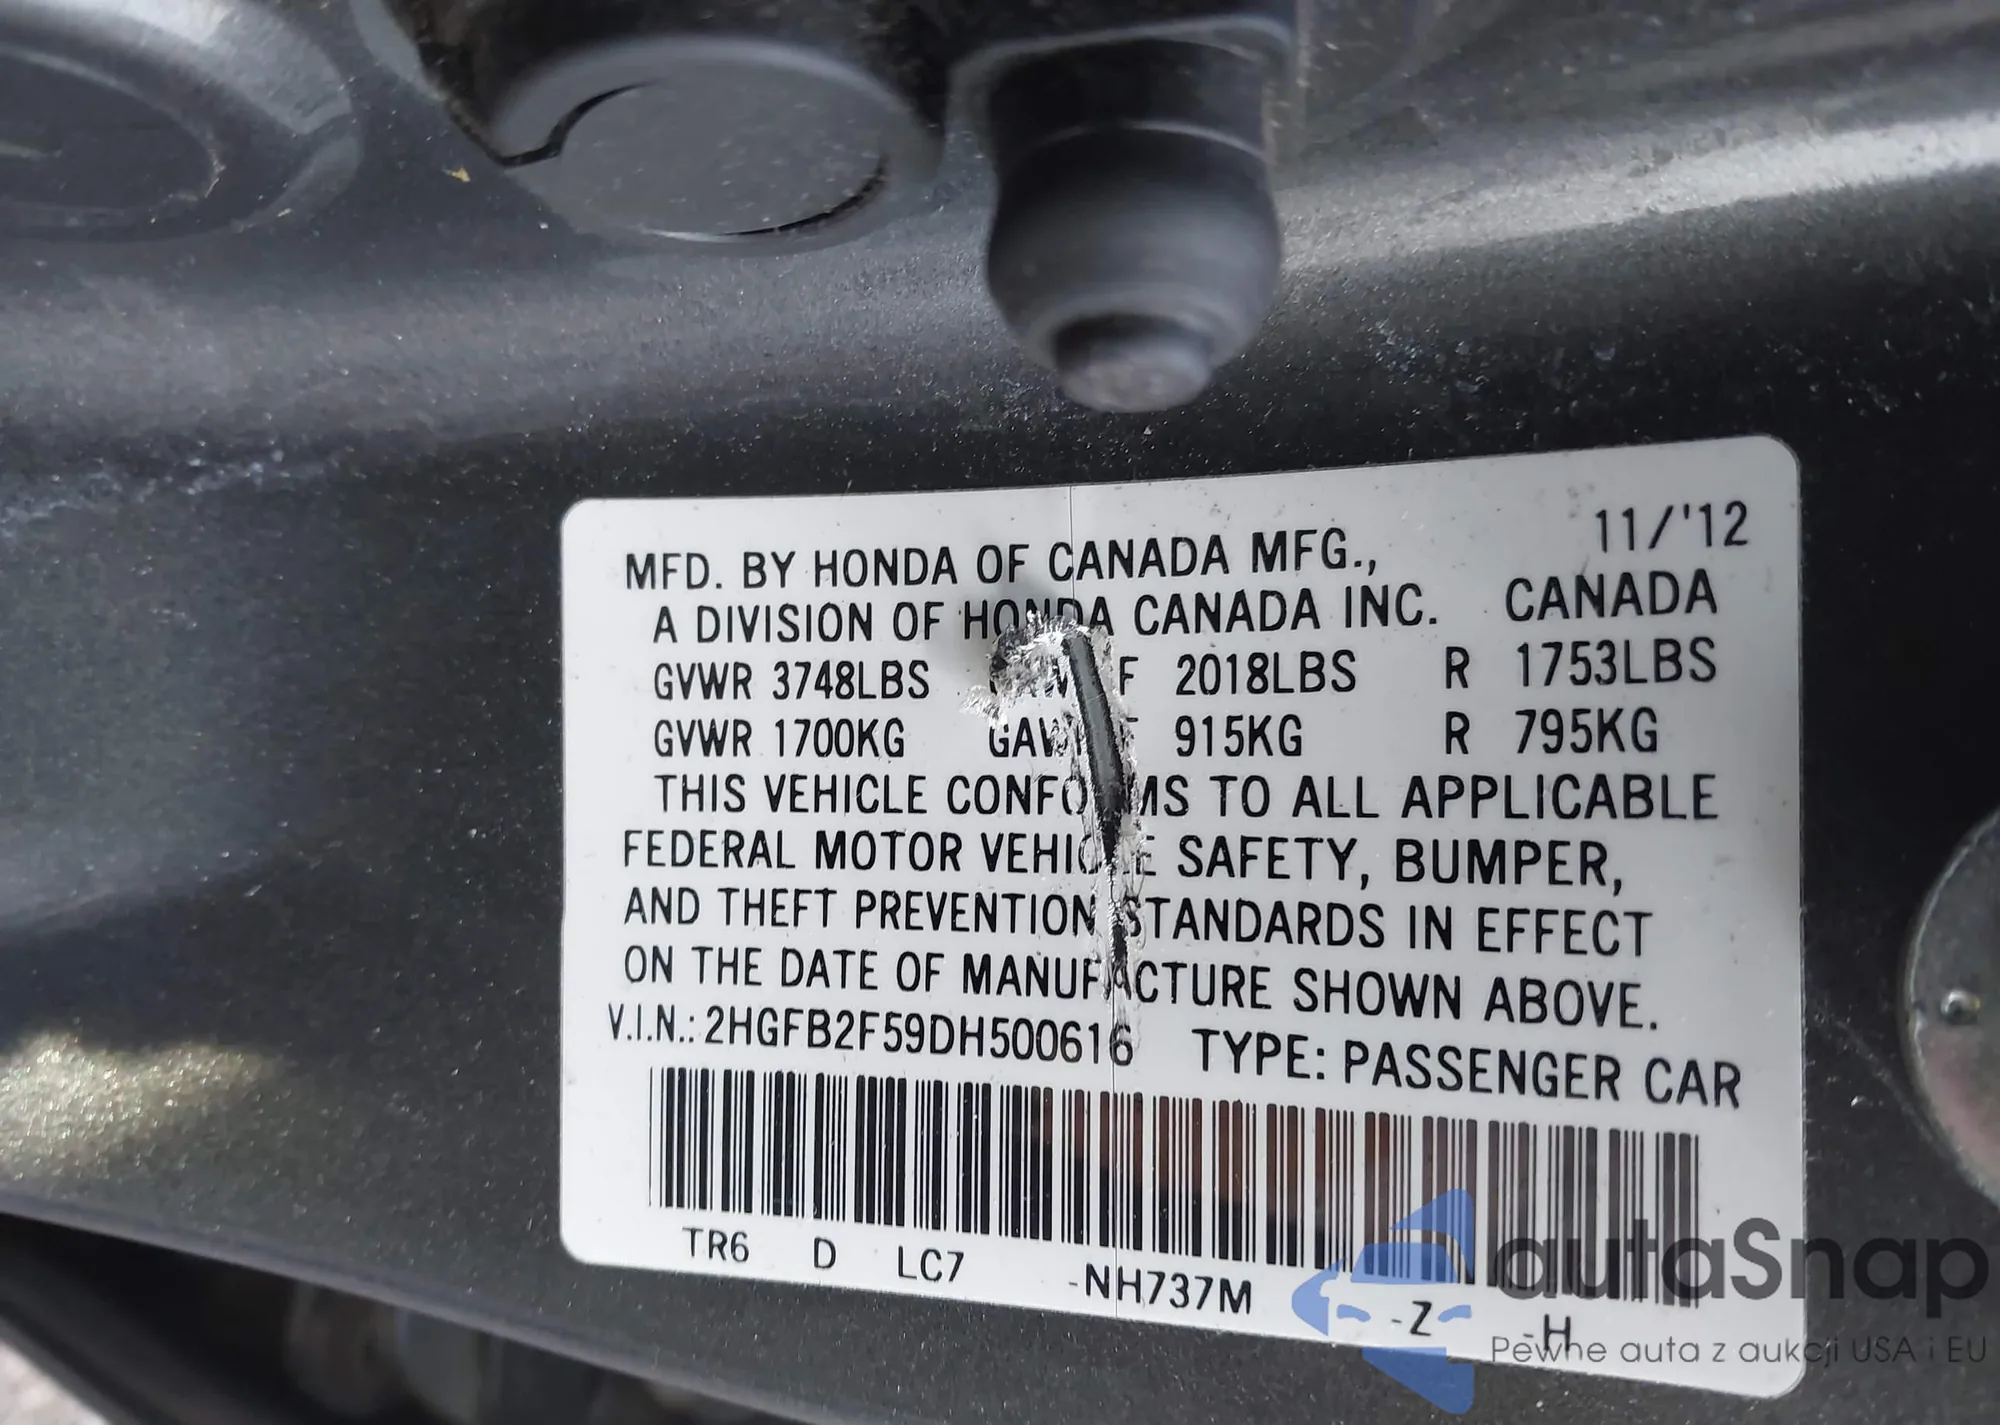 11/'12
MFD. BY HONDA OF CANADA MFG.,
A DIVISION OF HONDA CANADA INC. CANADA
GVWR 3748LBS F 2018LBS R 1753LBS
GVWR 1700KG 915KG R 795KG
THIS VEHICLE CONFORMS TO ALL APPLICABLE
FEDERAL MOTOR VEHICLE SAFETY, BUMPER,
AND THEFT PREVENTION STANDARDS IN EFFECT
ON THE DATE OF MANUFACTURE SHOWN ABOVE.
V.I.N.: 2HGFB2F59DH500616 TYPE: PASSENGER CAR
TR6 D LC7 -NH737M -Z -H
autaSnap
Pewne auta z aukcji USA i EU